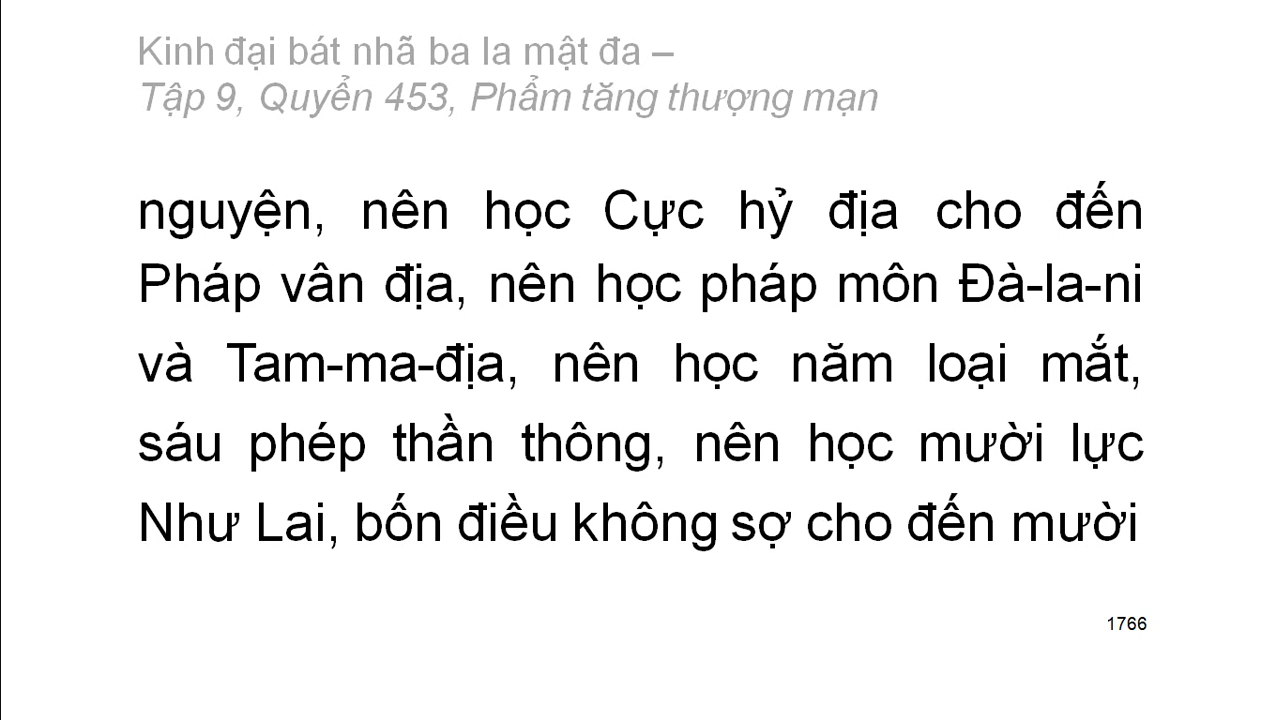 Kinh đại bát nhã ba la mật đa –
Tập 9, Quyển 453, Phẩm tăng thượng mạn
nguyện, nên học Cực hỷ địa cho đến
Pháp vân địa, nên học pháp môn Đà-la-ni
và Tam-ma-địa, nên học năm loại mắt,
sáu phép thần thông, nên học mười lực
Như Lai, bốn điều không sợ cho đến mười
1766